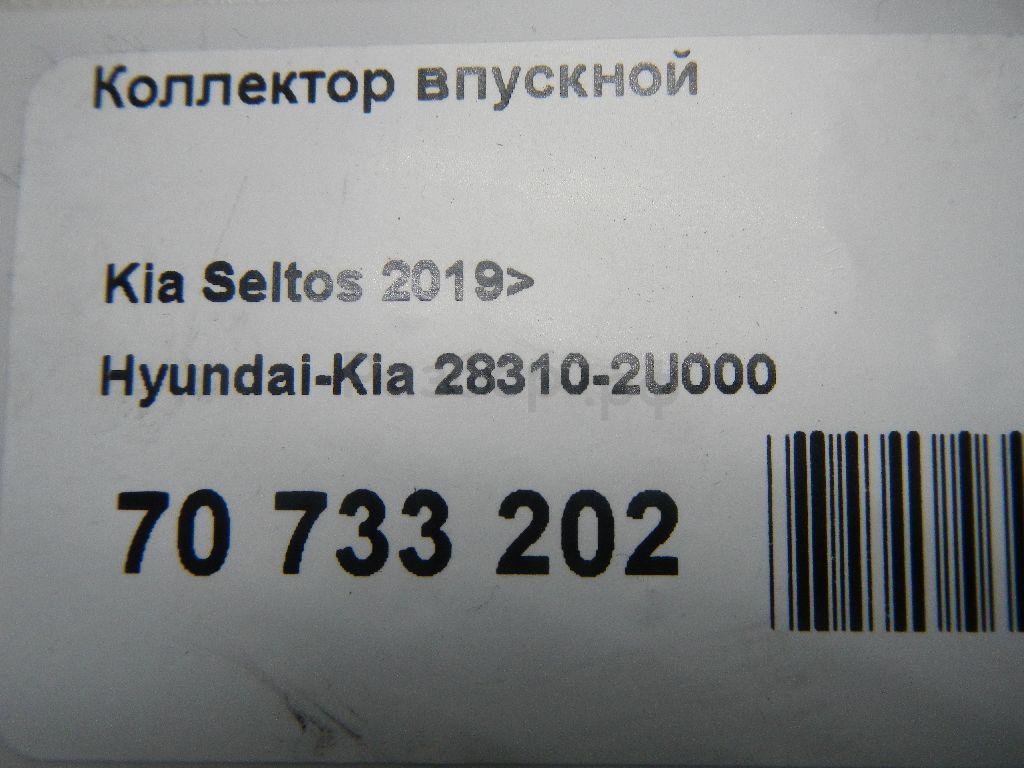 Коллектор впускной
Kia Seltos 2019>
Hyundai-Kia 28310-2U000
70 733 202